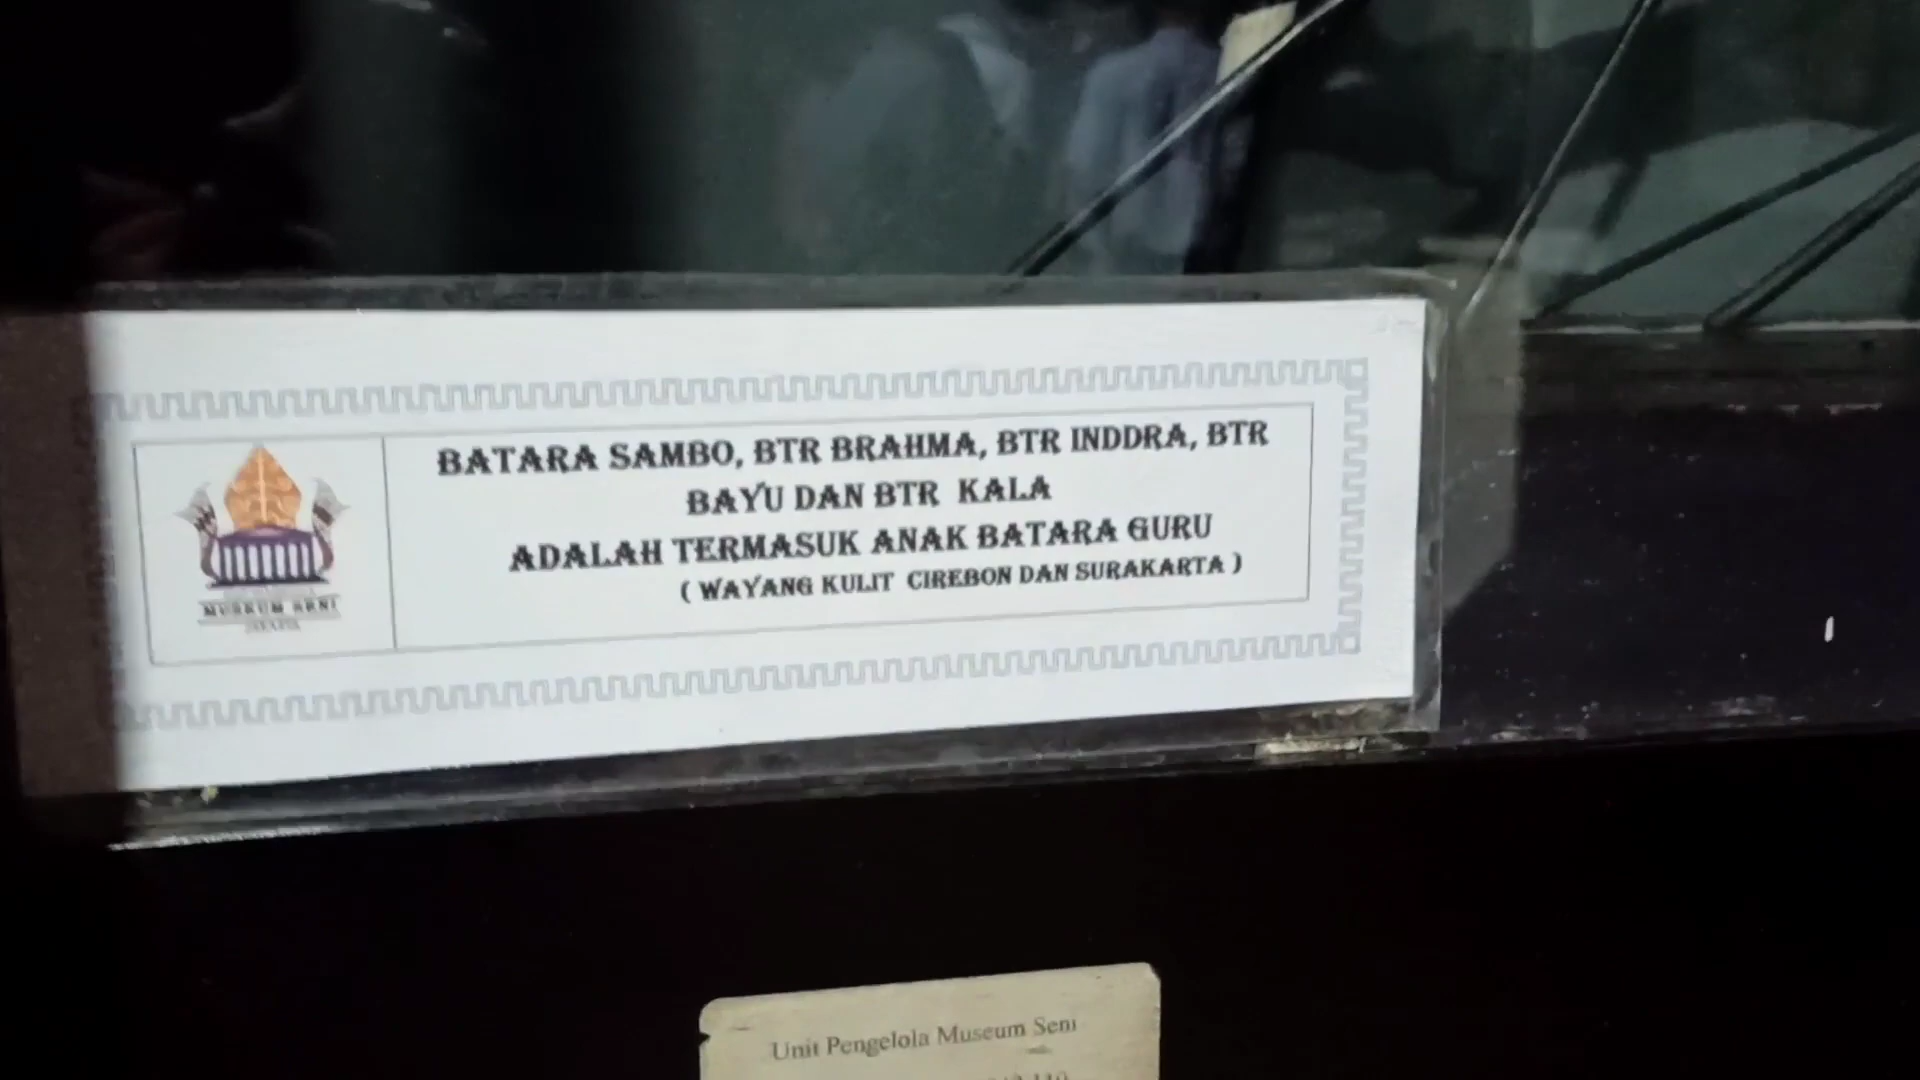 BATARA SAMBO, BTR BRAHMA, BTR INDDRA, BTR
BAYU DAN BTR KALA
ADALAH TERMASUK ANAK BATARA GURU
( WAYANG KULIT CIREBON DAN SURAKARTA )
MUSEUM SENI
Unit Pengelola Museum Seni